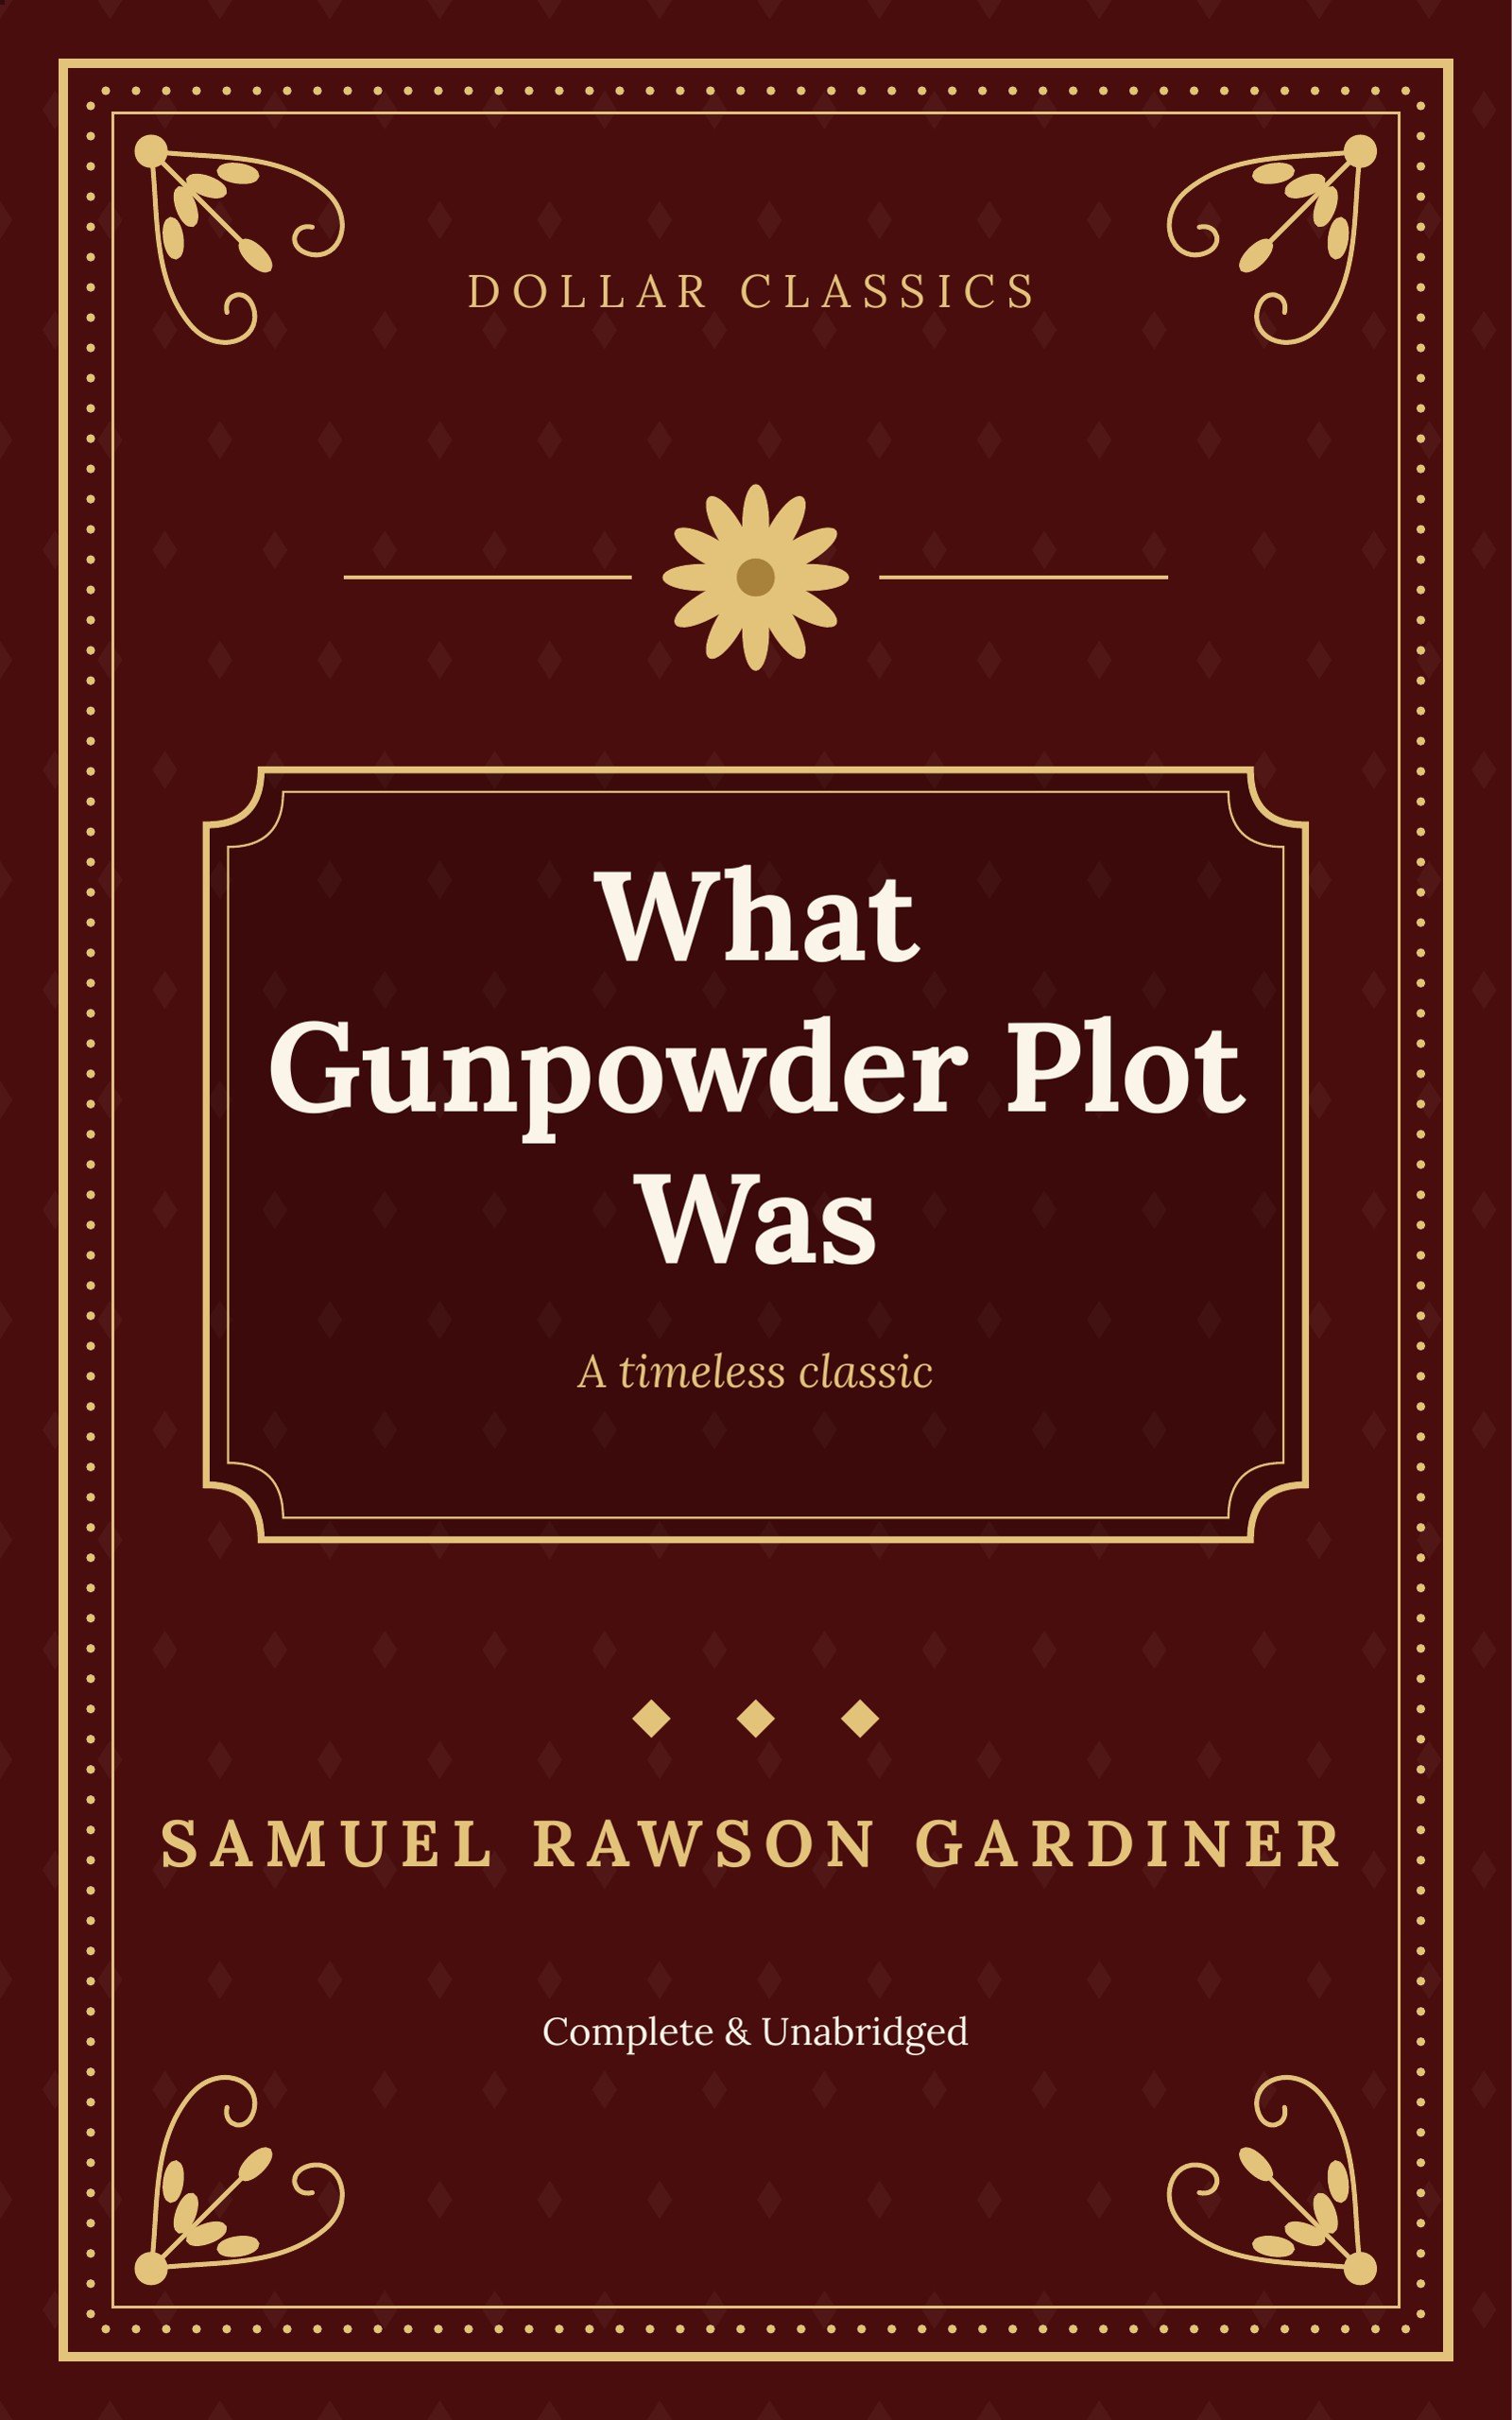 DOLLAR CLASSICS
What
Gunpowder Plot
Was
A timeless classic
SAMUEL RAWSON GARDINER
Complete & Unabridged